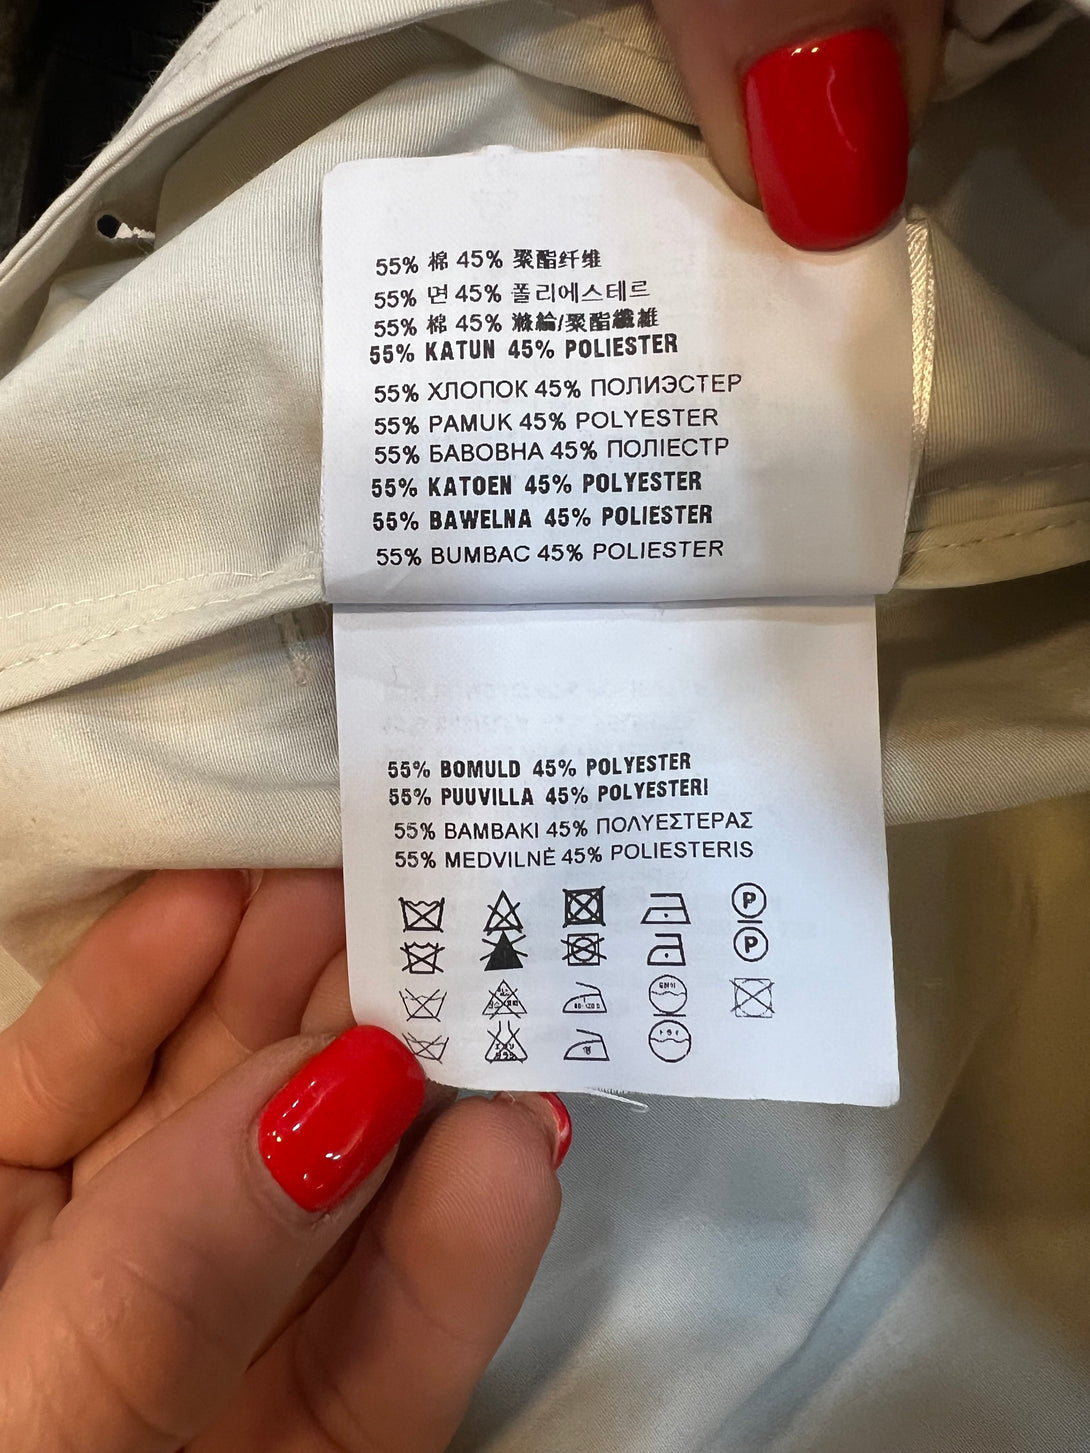 55% 棉 45% 聚酯纤维
55% 면 45% 폴리에스테르
55% 棉 45% 滌綸/聚酯纖維
55% KATUN 45% POLIESTER
55% ХЛОПОК 45% ПОЛИЭСТЕР
55% PAMUK 45% POLYESTER
55% БАВОВНА 45% ПОЛІЕСТР
55% KATOEN 45% POLYESTER
55% BAWELNA 45% POLIESTER
55% BUMBAC 45% POLIESTER
55% BOMULD 45% POLYESTER
55% PUUVILLA 45% POLYESTERI
55% BAMBAKI 45% ΠΟΛΥΕΣΤΕΡΑΣ
55% MEDVILNĖ 45% POLIESTERIS
P
P